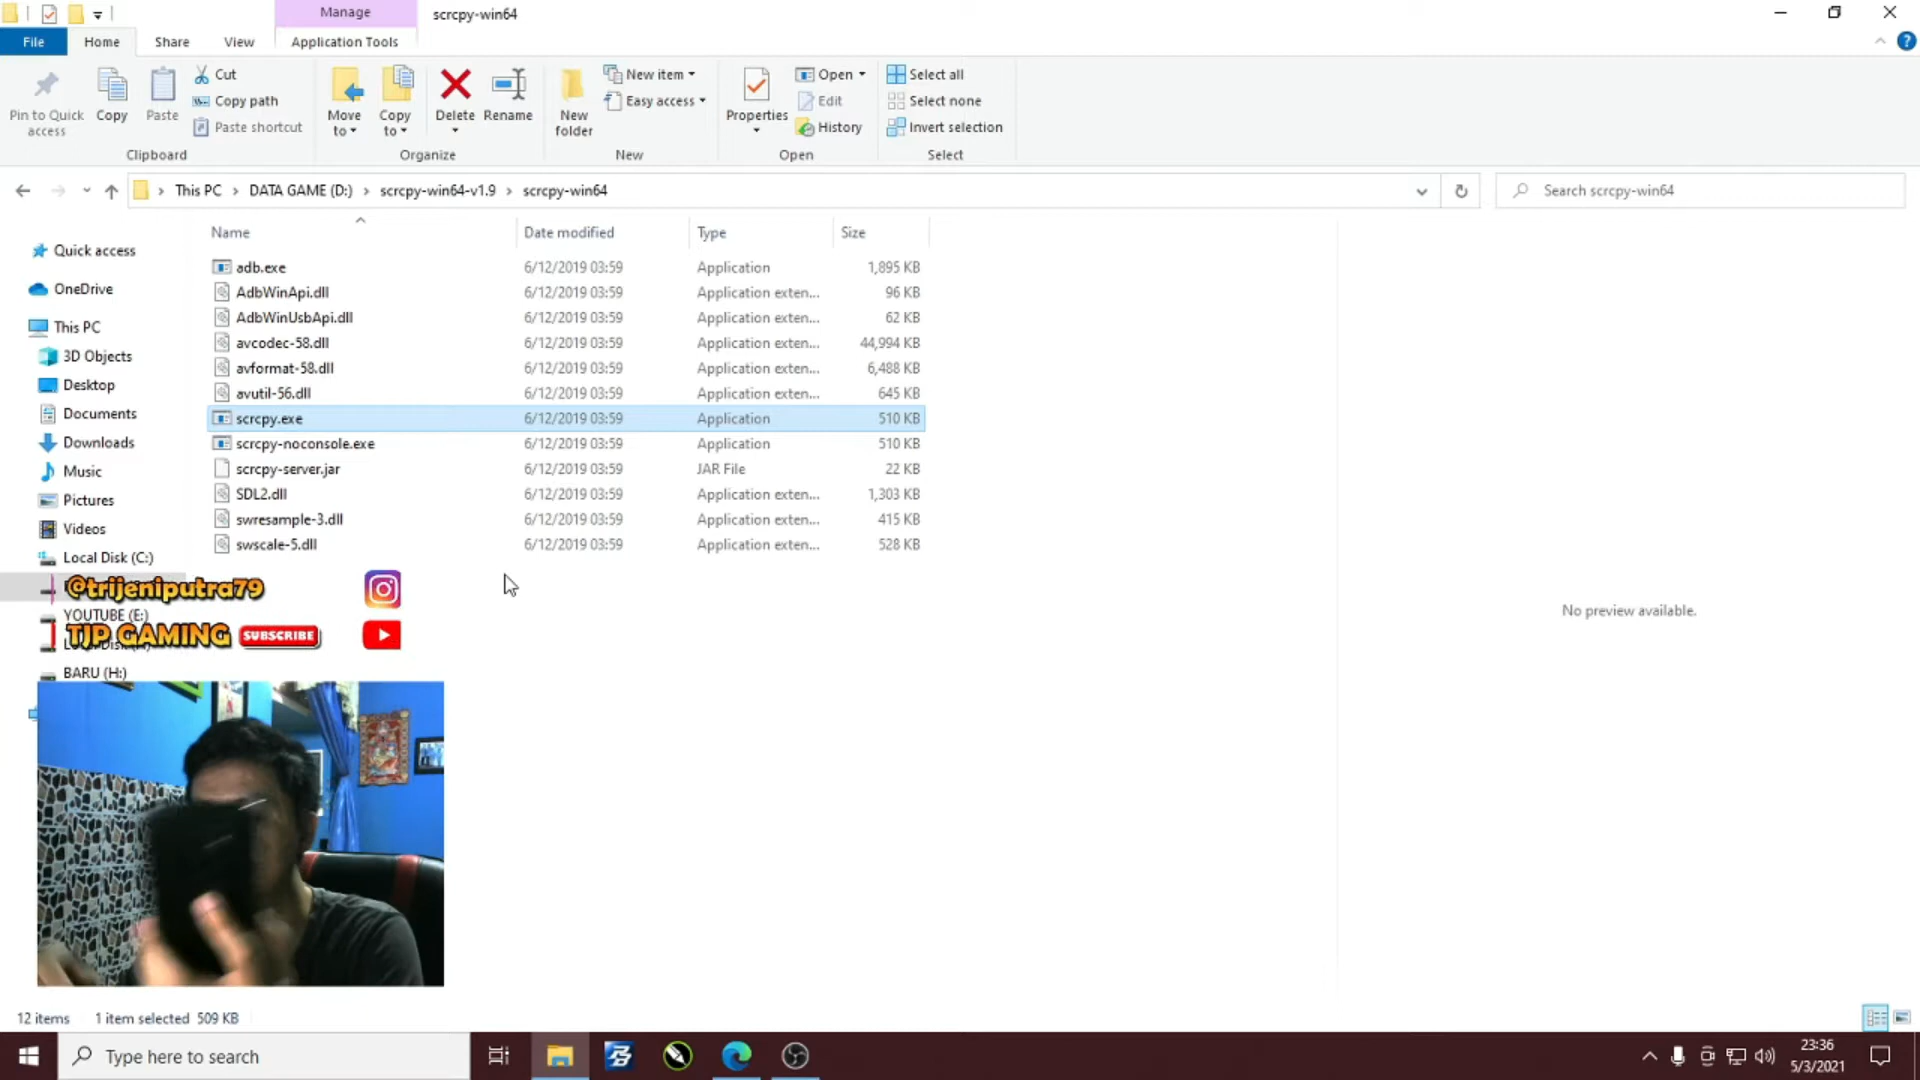 Manage
scrcpy-win64
File
Home
Share
View
Application Tools
Pin to Quick access
Copy
Paste
Cut
Copy path
Paste shortcut
Clipboard
Move to
Copy to
Delete
Rename
Organize
New folder
New item
Easy access
New
Properties
Open
Edit
History
Open
Select all
Select none
Invert selection
Select
This PC > DATA GAME (D:) > scrcpy-win64-v1.9 > scrcpy-win64
Search scrcpy-win64
Name Date modified Type Size
adb.exe 6/12/2019 03:59 Application 1,895 KB
AdbWinApi.dll 6/12/2019 03:59 Application exten... 96 KB
AdbWinUsbApi.dll 6/12/2019 03:59 Application exten... 62 KB
avcodec-58.dll 6/12/2019 03:59 Application exten... 44,994 KB
avformat-58.dll 6/12/2019 03:59 Application exten... 6,488 KB
avutil-56.dll 6/12/2019 03:59 Application exten... 645 KB
scrcpy.exe 6/12/2019 03:59 Application 510 KB
scrcpy-noconsole.exe 6/12/2019 03:59 Application 510 KB
scrcpy-server.jar 6/12/2019 03:59 JAR File 22 KB
SDL2.dll 6/12/2019 03:59 Application exten... 1,303 KB
swresample-3.dll 6/12/2019 03:59 Application exten... 415 KB
swscale-5.dll 6/12/2019 03:59 Application exten... 528 KB
Quick access
OneDrive
This PC
3D Objects
Desktop
Documents
Downloads
Music
Pictures
Videos
Local Disk (C:)
@trijeniputra79
YOUTUBE (E:)
TJP GAMING SUBSCRIBE
BARU (H:)
No preview available.
12 items 1 item selected 509 KB
Type here to search
23:36
5/3/2021